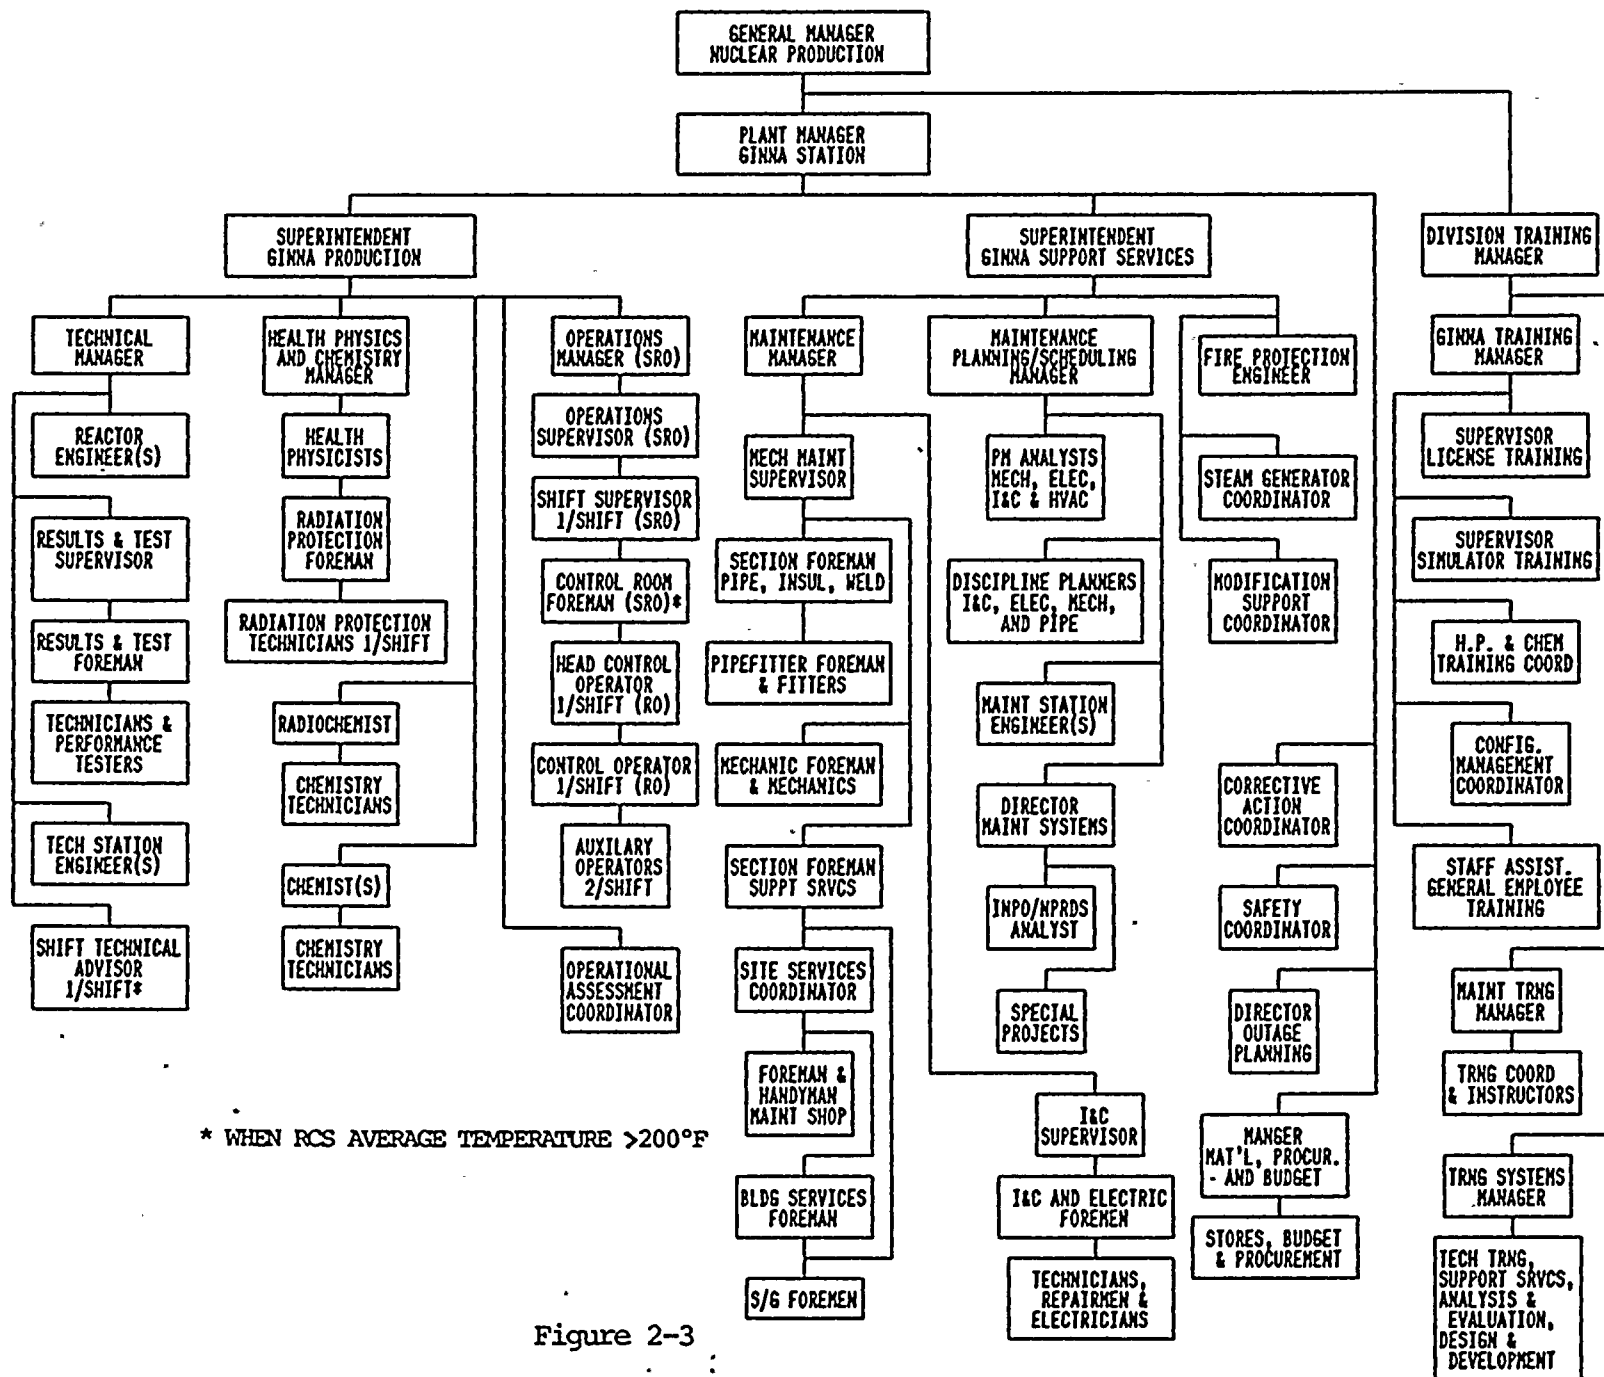 GENERAL MANAGER
NUCLEAR PRODUCTION
PLANT MANAGER
GINNA STATION
SUPERINTENDENT
GINNA PRODUCTION
SUPERINTENDENT
GINNA SUPPORT SERVICES
DIVISION TRAINING
MANAGER
TECHNICAL
MANAGER
REACTOR
ENGINEER(S)
RESULTS & TEST
SUPERVISOR
RESULTS & TEST
FOREMAN
TECHNICIANS &
PERFORMANCE
TESTERS
TECH STATION
ENGINEER(S)
SHIFT TECHNICAL
ADVISOR
1/SHIFT*
HEALTH PHYSICS
AND CHEMISTRY
MANAGER
HEALTH
PHYSICISTS
RADIATION
PROTECTION
FOREMAN
RADIATION PROTECTION
TECHNICIANS 1/SHIFT
RADIOCHEMIST
CHEMISTRY
TECHNICIANS
CHEMIST(S)
CHEMISTRY
TECHNICIANS
OPERATIONS
MANAGER (SRO)
OPERATIONS
SUPERVISOR (SRO)
SHIFT SUPERVISOR
1/SHIFT (SRO)
CONTROL ROOM
FOREMAN (SRO)*
HEAD CONTROL
OPERATOR
1/SHIFT (RO)
CONTROL OPERATOR
1/SHIFT (RO)
AUXILARY
OPERATORS
2/SHIFT
OPERATIONAL
ASSESSMENT
COORDINATOR
MAINTENANCE
MANAGER
MECH MAINT
SUPERVISOR
SECTION FOREMAN
PIPE, INSUL, WELD
PIPEFITTER FOREMAN
& FITTERS
MECHANIC FOREMAN
& MECHANICS
SECTION FOREMAN
SUPPT SRVCS
SITE SERVICES
COORDINATOR
FOREMAN &
HANDYMAN
MAINT SHOP
BLDG SERVICES
FOREMAN
S/G FOREMEN
MAINTENANCE
PLANNING/SCHEDULING
MANAGER
PM ANALYSTS
MECH, ELEC,
I&C & HVAC
DISCIPLINE PLANNERS
I&C, ELEC, MECH,
AND PIPE
MAINT STATION
ENGINEER(S)
DIRECTOR
MAINT SYSTEMS
INPO/NPRDS
ANALYST
SPECIAL
PROJECTS
I&C
SUPERVISOR
I&C AND ELECTRIC
FOREMEN
TECHNICIANS,
REPAIRMEN &
ELECTRICIANS
FIRE PROTECTION
ENGINEER
STEAM GENERATOR
COORDINATOR
MODIFICATION
SUPPORT
COORDINATOR
CORRECTIVE
ACTION
COORDINATOR
SAFETY
COORDINATOR
DIRECTOR
OUTAGE
PLANNING
MANGER
MAT'L, PROCUR.
- AND BUDGET
STORES, BUDGET
& PROCUREMENT
GINNA TRAINING
MANAGER
SUPERVISOR
LICENSE TRAINING
SUPERVISOR
SIMULATOR TRAINING
H.P. & CHEM
TRAINING COORD
CONFIG.
MANAGEMENT
COORDINATOR
STAFF ASSIST.
GENERAL EMPLOYEE
TRAINING
MAINT TRNG
MANAGER
TRNG COORD
& INSTRUCTORS
TRNG SYSTEMS
MANAGER
TECH TRNG,
SUPPORT SRVCS,
ANALYSIS &
EVALUATION,
DESIGN &
DEVELOPMENT
* WHEN RCS AVERAGE TEMPERATURE >200°F
Figure 2-3